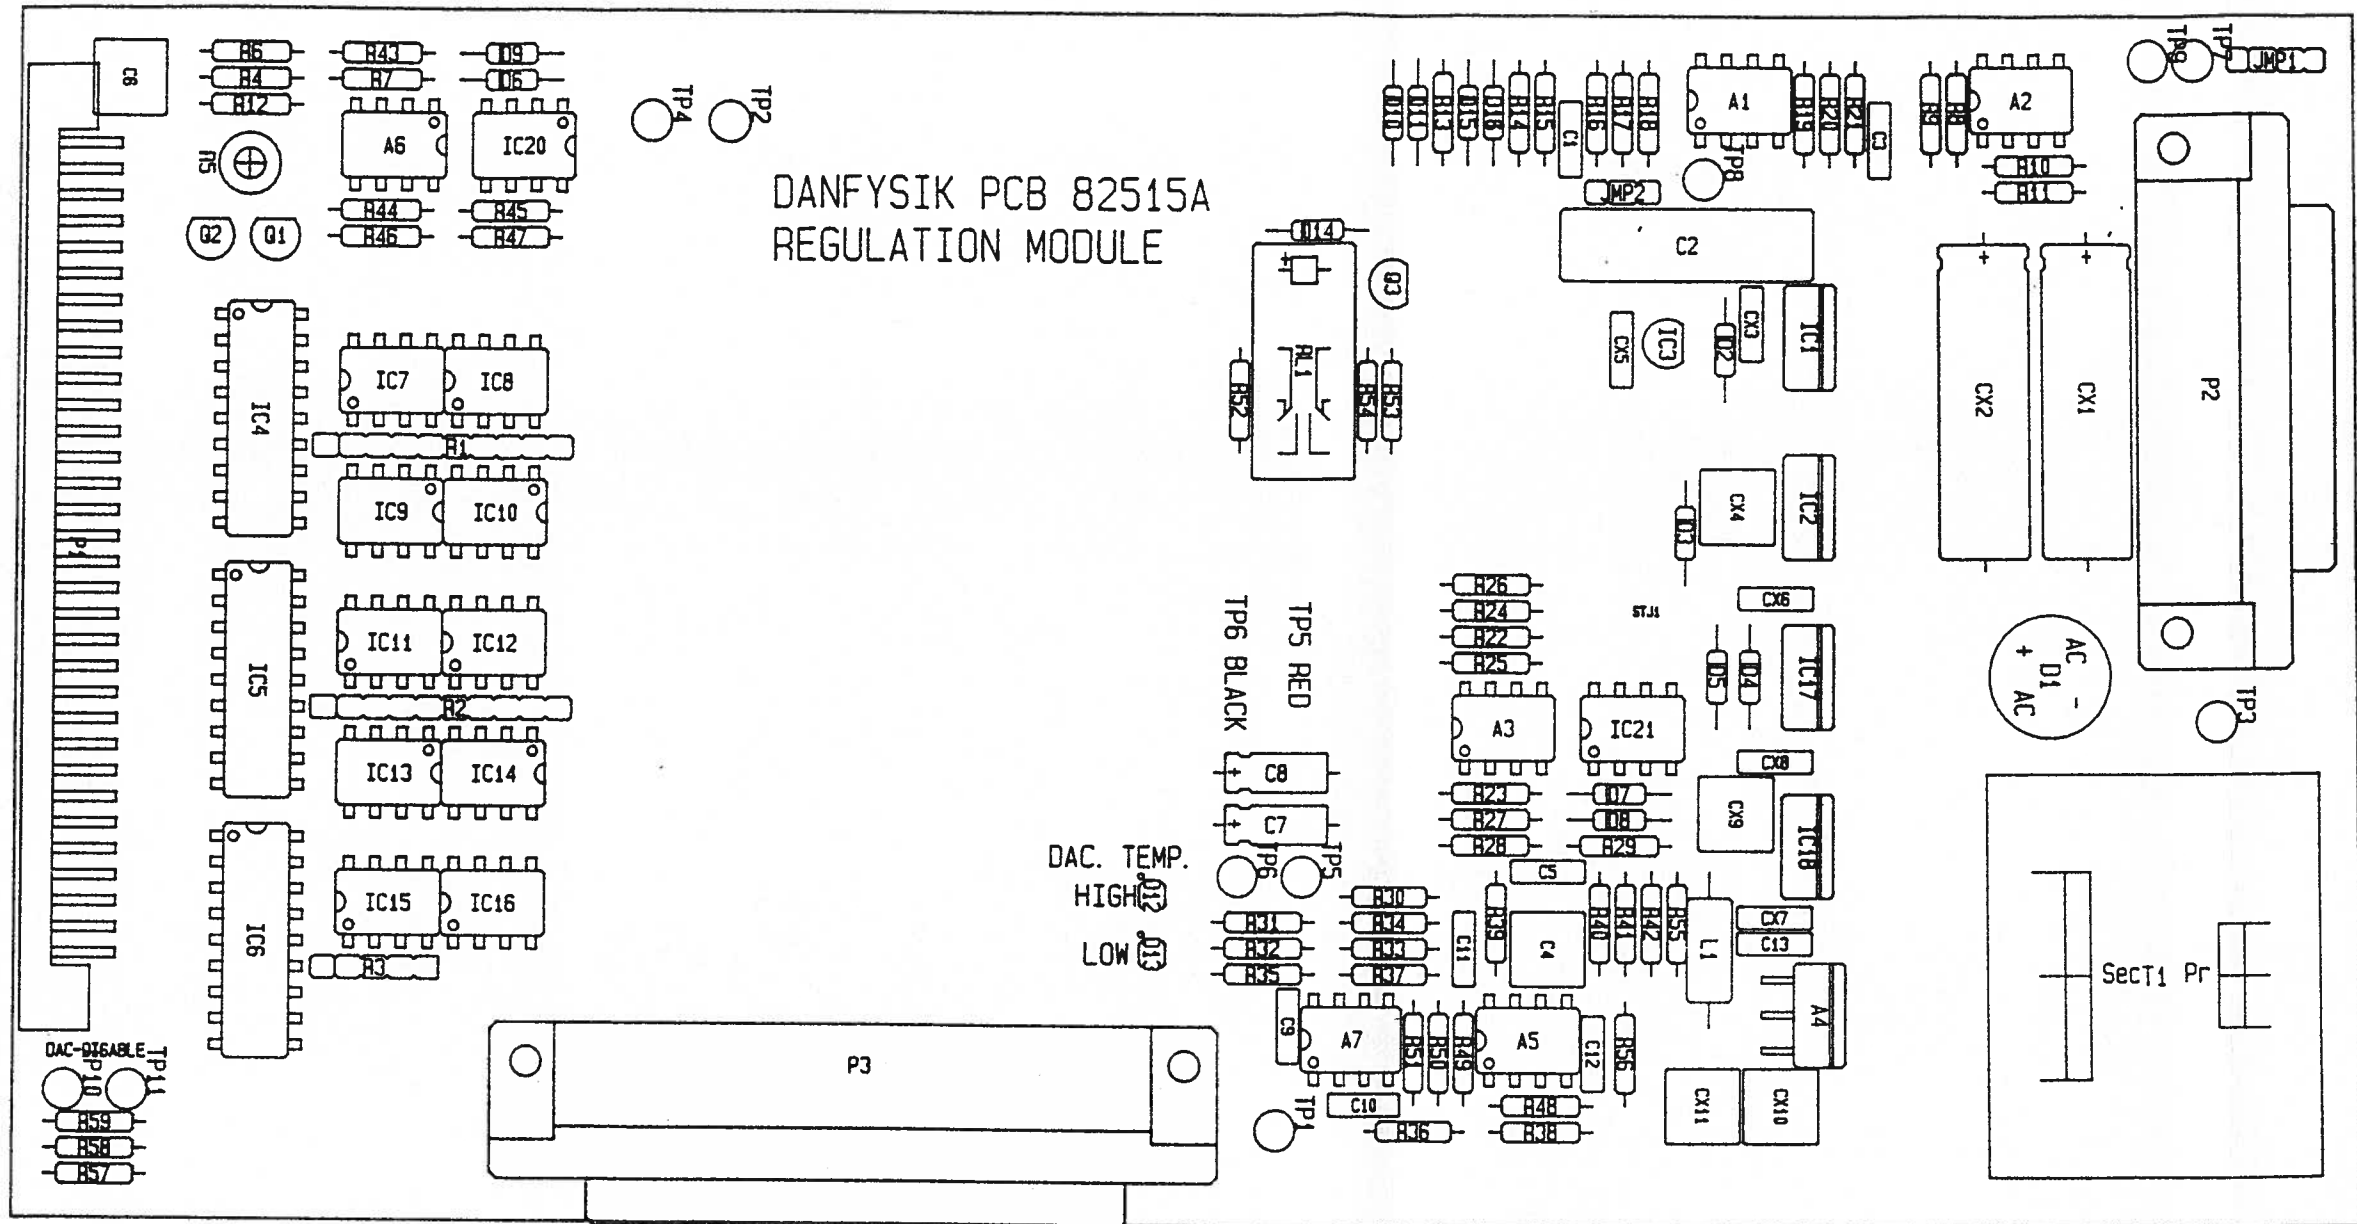 DANFYSIK PCB 82515A
REGULATION MODULE
C6
R6
R4
R12
R43
R7
D9
D6
A6
IC20
R5
R44
R46
R45
R47
Q2
Q1
TP4
TP2
IC4
IC7
IC8
R1
IC9
IC10
P1
IC5
IC11
IC12
R2
IC13
IC14
IC6
IC15
IC16
R3
DAC-DISABLE
TP10
TP11
R59
R58
R57
P3
D10
D11
R13
D15
D18
R14
R15
C1
R16
R17
R18
A1
R19
R20
R21
C3
R9
R8
A2
R10
R11
TP9
TP7
JMP1
TP8
JMP2
C2
D14
+
Q3
RL1
R52
R54
R53
CX5
IC3
D2
CX3
IC1
D3
CX4
IC2
CX2
+
CX1
+
P2
TP6 BLACK
TP5 RED
R26
R24
R22
R25
STJ1
CX6
D5
D4
IC17
AC
+ D1 -
AC
TP3
A3
IC21
+ C8
+ C7
R23
R27
R28
D7
D8
R29
CX8
CX9
IC18
DAC. TEMP.
HIGH D12
LOW D13
TP6
TP5
R31
R32
R35
R30
R34
R33
R37
C11
R39
C5
C4
R40
R41
R42
R55
L1
CX7
C13
A4
C9
A7
R51
R50
R49
A5
C12
R56
C10
R36
R48
R38
CX11
CX10
TP1
Sec T1 Pr